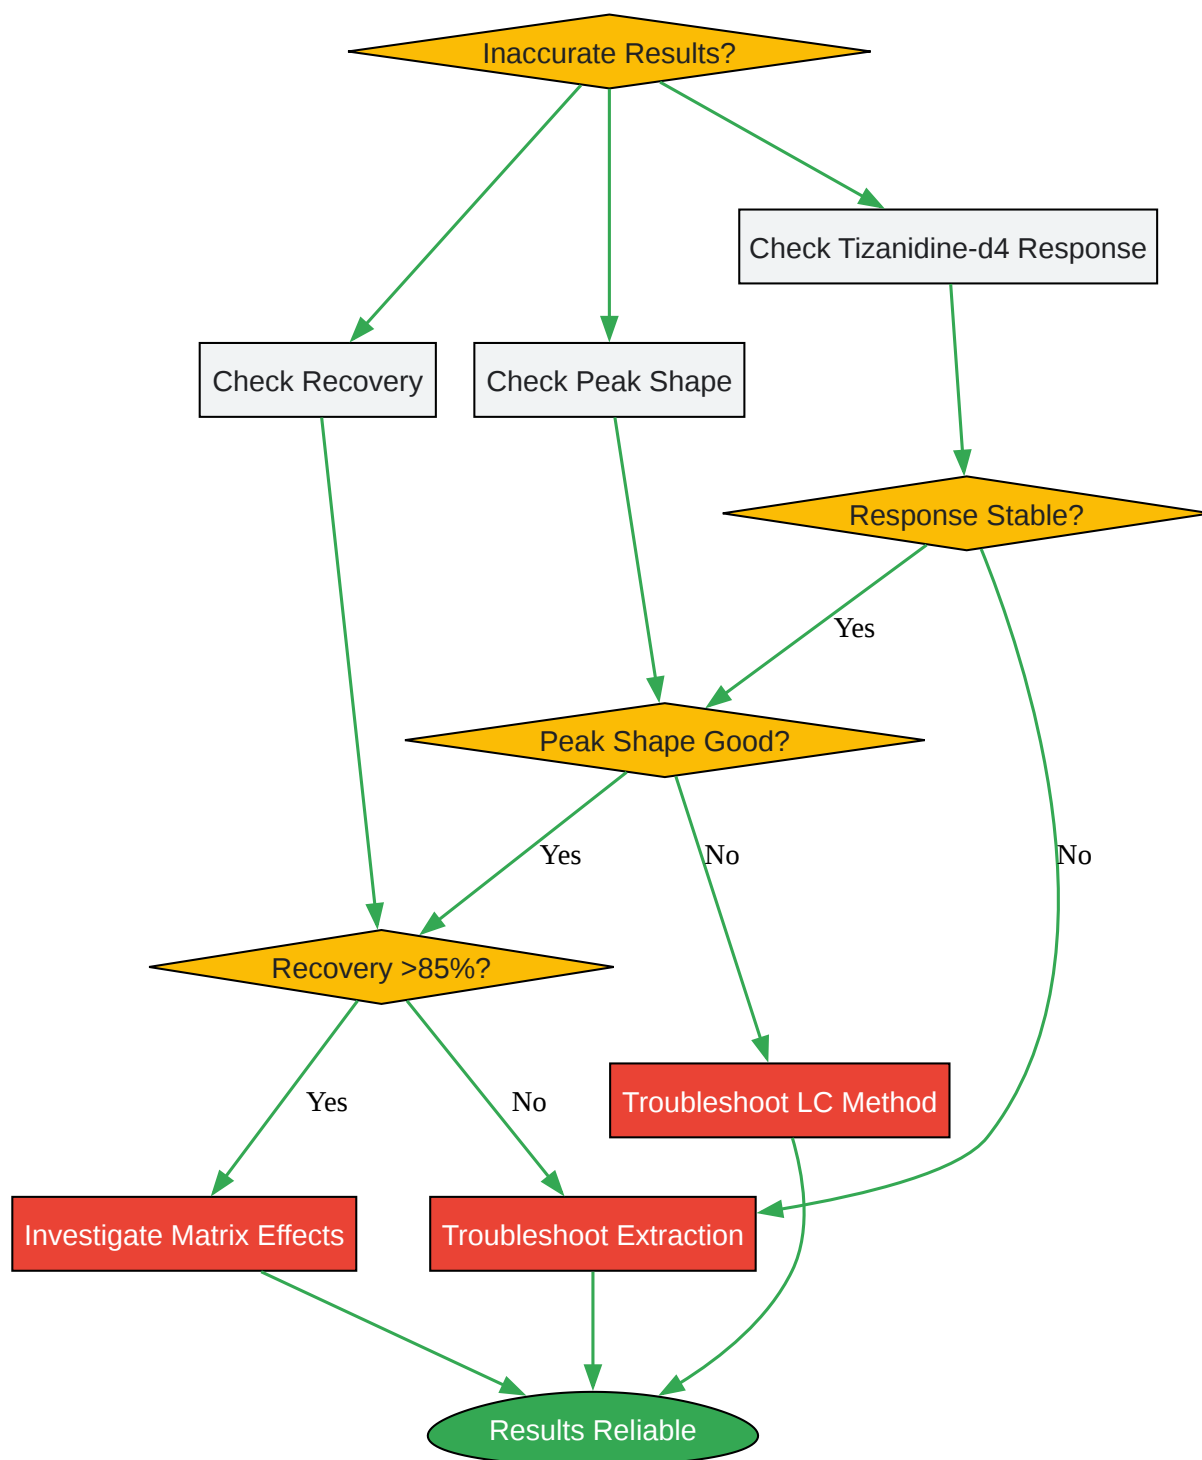 Inaccurate Results?
Check Tizanidine-d4 Response
Check Recovery
Check Peak Shape
Response Stable?
Yes
Peak Shape Good?
Yes
No
No
Recovery >85%?
Yes
No
Troubleshoot LC Method
Investigate Matrix Effects
Troubleshoot Extraction
Results Reliable